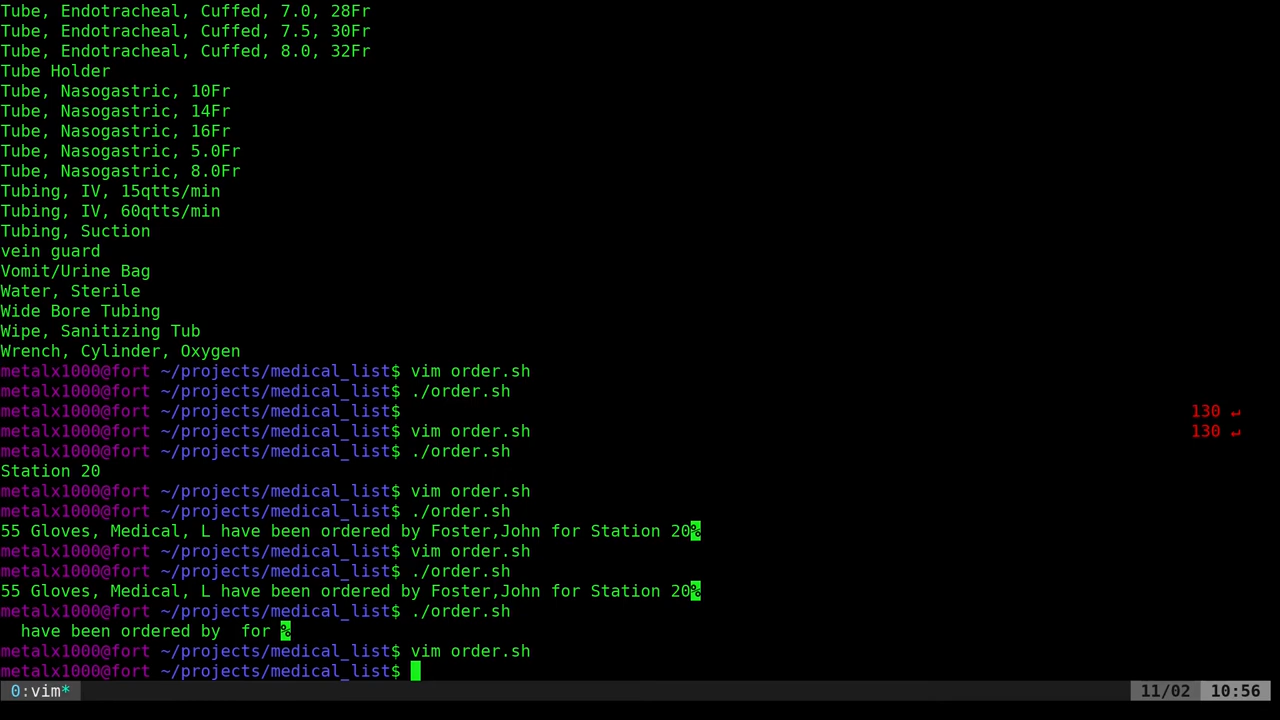 Tube, Endotracheal, Cuffed, 7.0, 28Fr
Tube, Endotracheal, Cuffed, 7.5, 30Fr
Tube, Endotracheal, Cuffed, 8.0, 32Fr
Tube Holder
Tube, Nasogastric, 10Fr
Tube, Nasogastric, 14Fr
Tube, Nasogastric, 16Fr
Tube, Nasogastric, 5.0Fr
Tube, Nasogastric, 8.0Fr
Tubing, IV, 15qtts/min
Tubing, IV, 60qtts/min
Tubing, Suction
vein guard
Vomit/Urine Bag
Water, Sterile
Wide Bore Tubing
Wipe, Sanitizing Tub
Wrench, Cylinder, Oxygen
metalx1000@fort ~/projects/medical_list$ vim order.sh
metalx1000@fort ~/projects/medical_list$ ./order.sh
metalx1000@fort ~/projects/medical_list$ 130 ↵
metalx1000@fort ~/projects/medical_list$ vim order.sh 130 ↵
metalx1000@fort ~/projects/medical_list$ ./order.sh
Station 20
metalx1000@fort ~/projects/medical_list$ vim order.sh
metalx1000@fort ~/projects/medical_list$ ./order.sh
55 Gloves, Medical, L have been ordered by Foster,John for Station 20%
metalx1000@fort ~/projects/medical_list$ vim order.sh
metalx1000@fort ~/projects/medical_list$ ./order.sh
55 Gloves, Medical, L have been ordered by Foster,John for Station 20%
metalx1000@fort ~/projects/medical_list$ ./order.sh
  have been ordered by  for %
metalx1000@fort ~/projects/medical_list$ vim order.sh
metalx1000@fort ~/projects/medical_list$
0:vim* 11/02 10:56